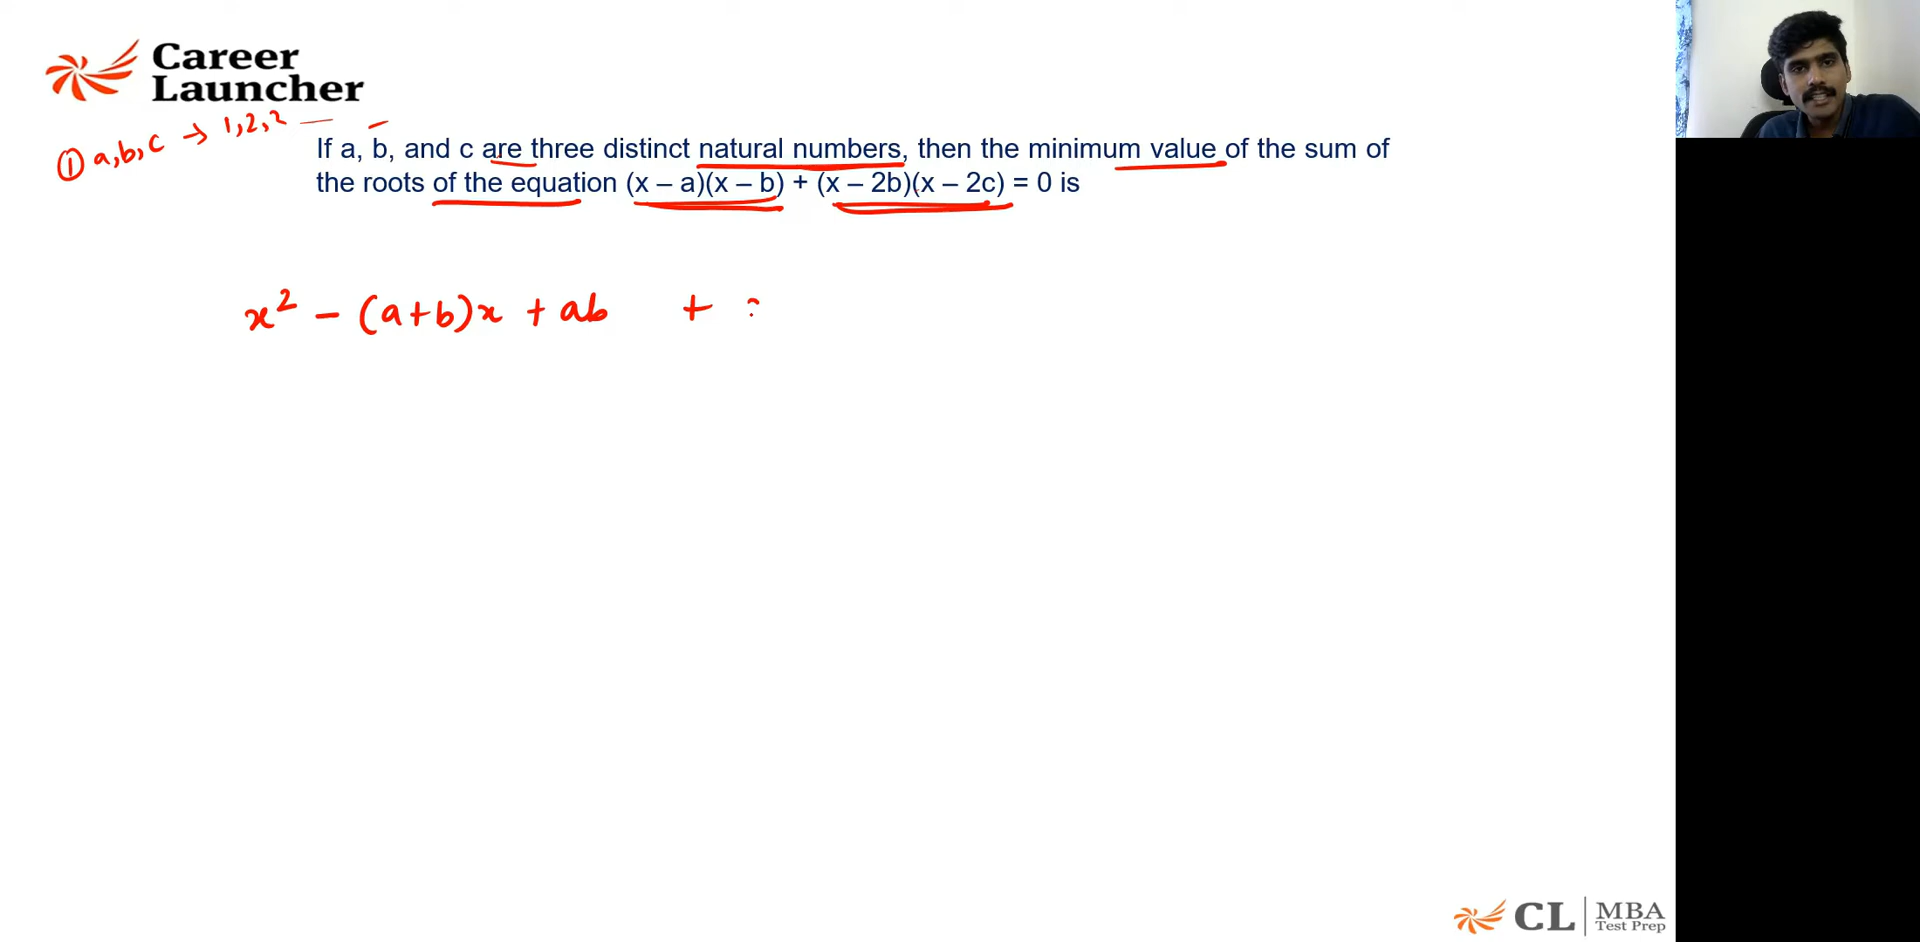 Career
Launcher
① a, b, c → 1, 2, 2
If a, b, and c are three distinct natural numbers, then the minimum value of the sum of
the roots of the equation (x – a)(x – b) + (x – 2b)(x – 2c) = 0 is
x² – (a+b)x + ab +
CL MBA
Test Prep